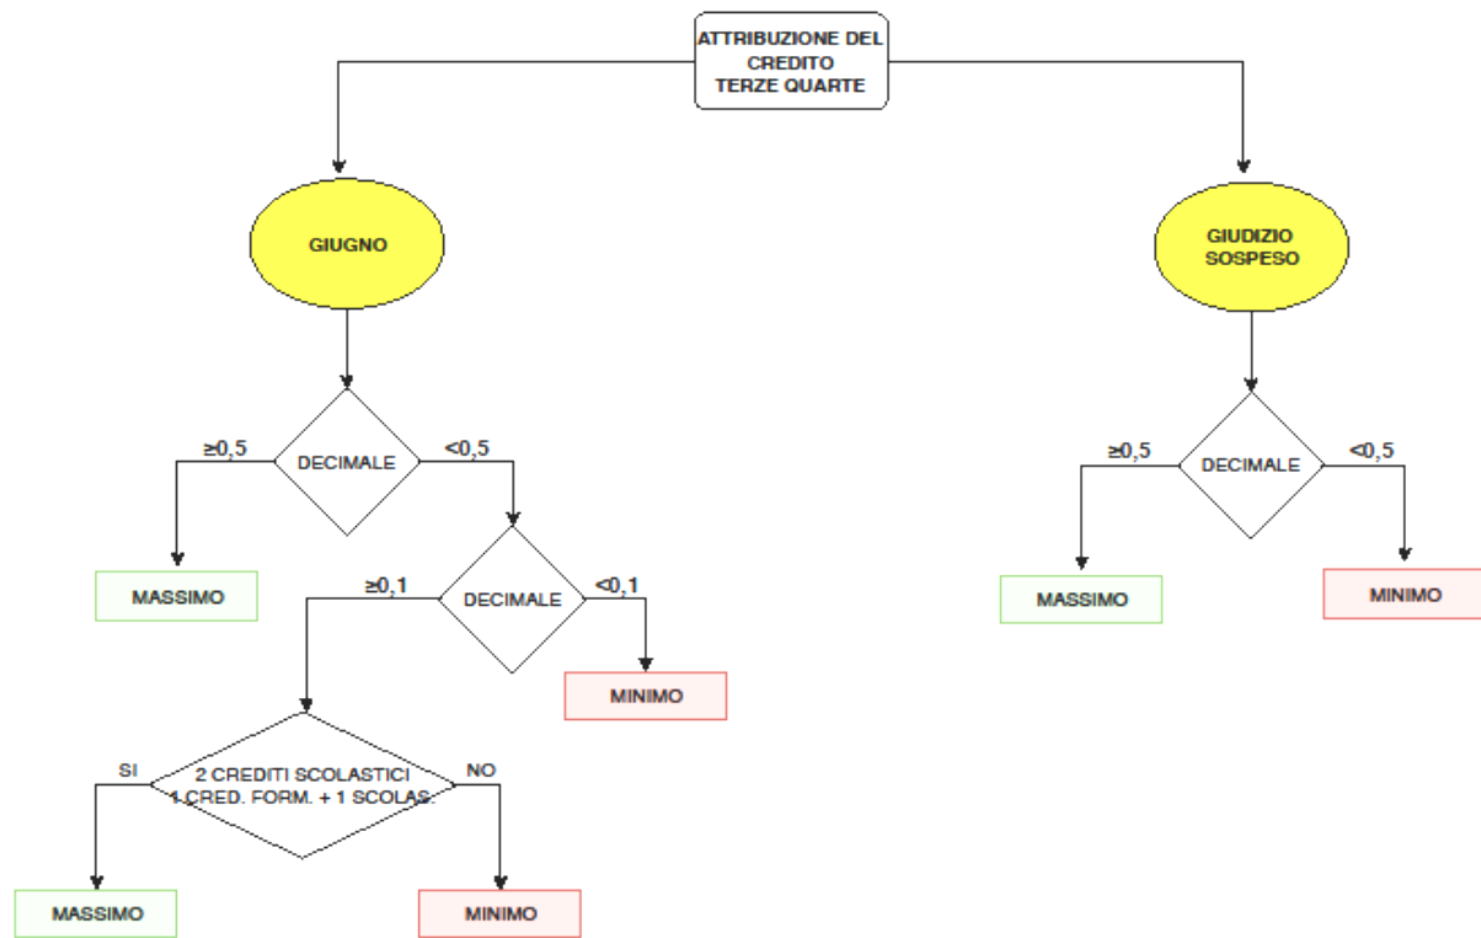 ATTRIBUZIONE DEL
CREDITO
TERZE QUARTE
GIUGNO
GIUDIZIO
SOSPESO
≥0,5
DECIMALE
<0,5
≥0,5
DECIMALE
<0,5
MASSIMO
≥0,1
DECIMALE
<0,1
MASSIMO
MINIMO
MINIMO
SI
2 CREDITI SCOLASTICI
1 CRED. FORM. + 1 SCOLAS.
NO
MASSIMO
MINIMO